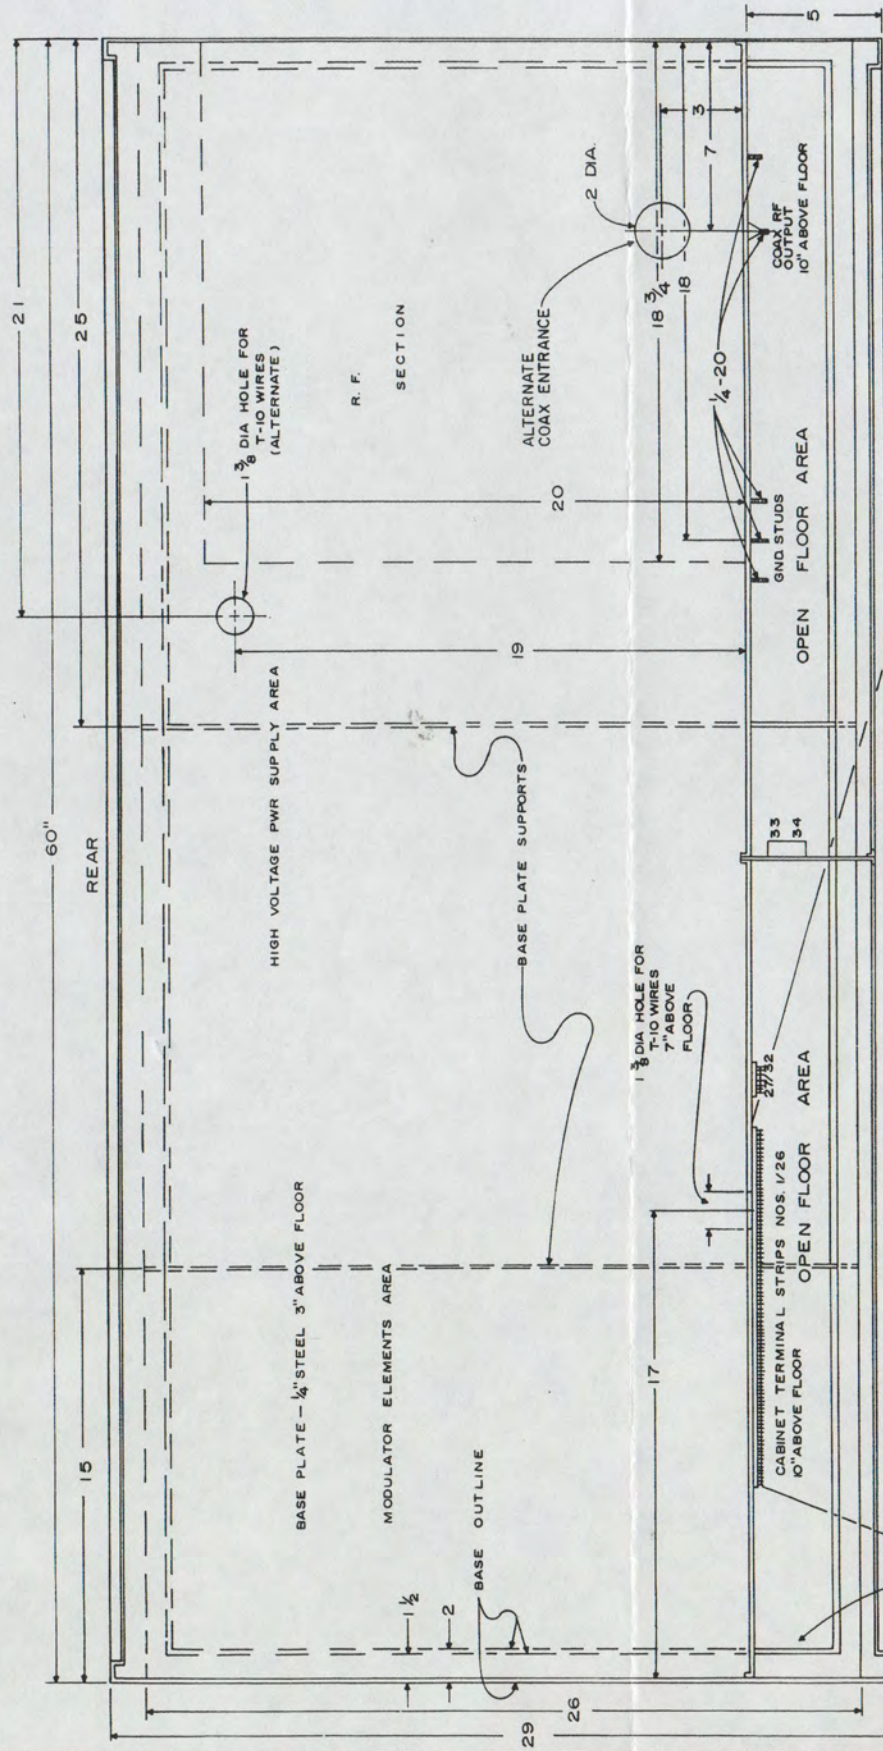 60"
21
REAR
15
25
1 3/8 DIA HOLE FOR
T-10 WIRES
(ALTERNATE)
BASE PLATE - 1/4" STEEL 3" ABOVE FLOOR
HIGH VOLTAGE PWR SUPPLY AREA
R. F.
SECTION
MODULATOR ELEMENTS AREA
1 1/2
2
BASE OUTLINE
BASE PLATE SUPPORTS
19
20
ALTERNATE
COAX ENTRANCE
2 DIA.
26
29
17
1 3/8 DIA HOLE FOR
T-10 WIRES
7" ABOVE
FLOOR
18 3/4
18
3
7
5
1/4-20
27/32
33
34
GND. STUDS
COAX RF
OUTPUT
10" ABOVE FLOOR
CABINET TERMINAL STRIPS NOS. 1/26
10" ABOVE FLOOR
OPEN FLOOR AREA
OPEN FLOOR AREA